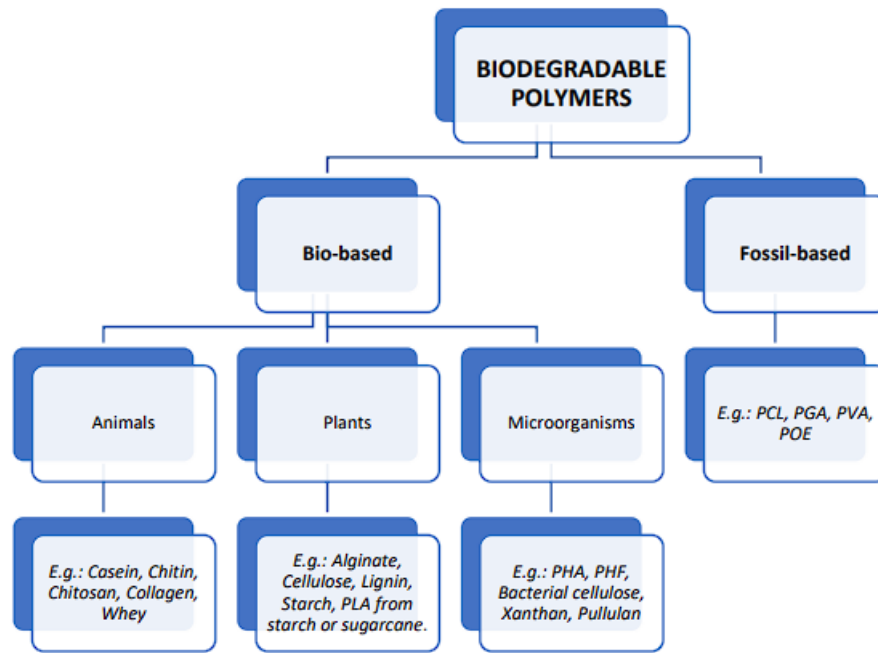 BIODEGRADABLE
POLYMERS
Bio-based
Fossil-based
Animals
Plants
Microorganisms
E.g.: PCL, PGA, PVA,
POE
E.g.: Casein, Chitin,
Chitosan, Collagen,
Whey
E.g.: Alginate,
Cellulose, Lignin,
Starch, PLA from
starch or sugarcane.
E.g.: PHA, PHF,
Bacterial cellulose,
Xanthan, Pullulan